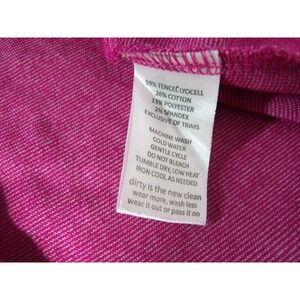 59% TENCEL LYOCELL
26% COTTON
13% POLYESTER
2% SPANDEX
EXCLUSIVE OF TRIMS
MACHINE WASH
COLD WATER
GENTLE CYCLE
DO NOT BLEACH
TUMBLE DRY, LOW HEAT
IRON COOL AS NEEDED
dirty is the new clean
wear more, wash less
wear it out or pass it on